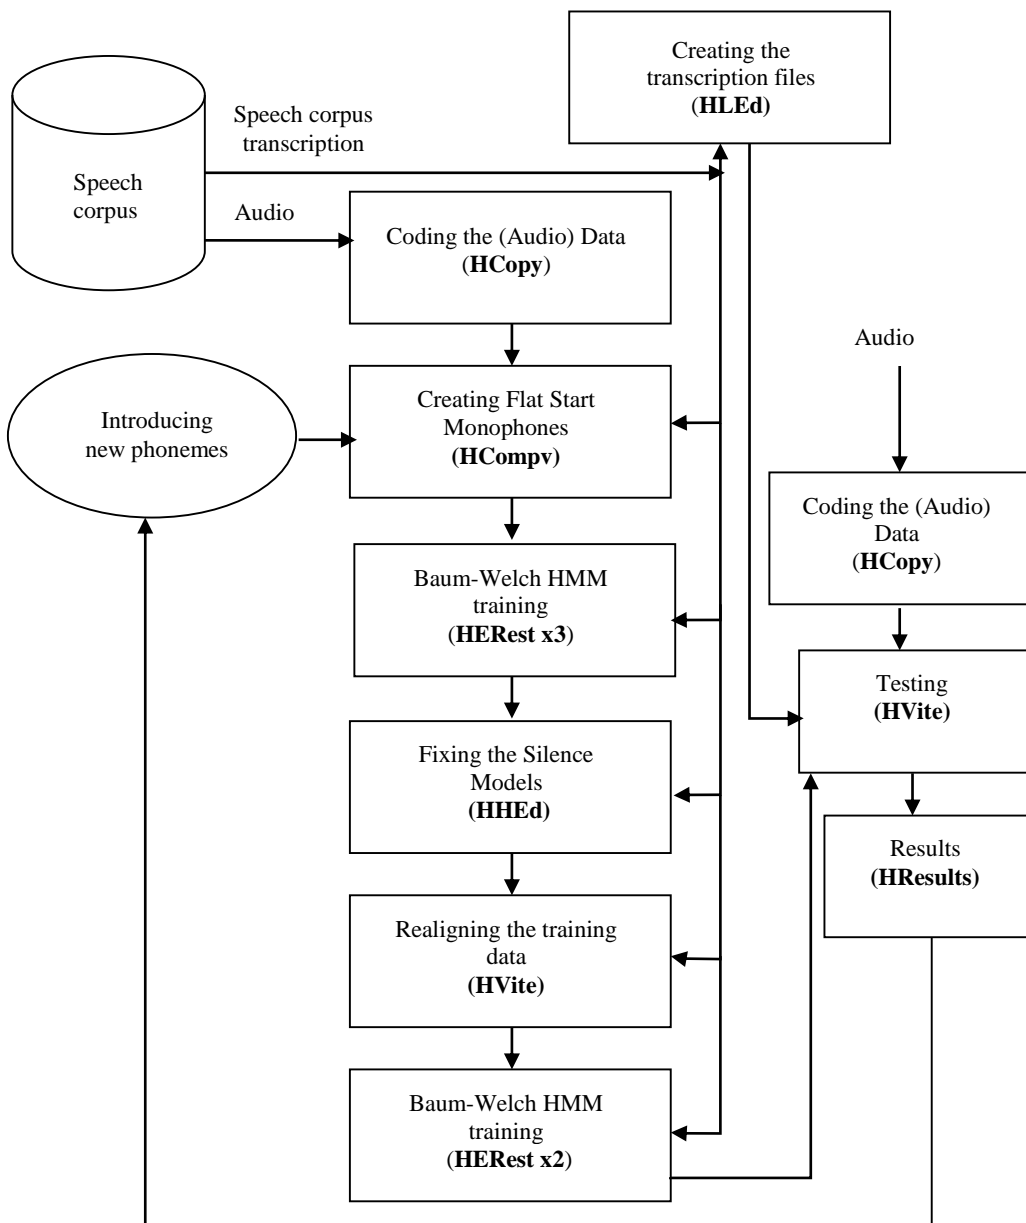 Creating the
transcription files
(HLEd)
Speech corpus
transcription
Speech
corpus
Audio
Coding the (Audio) Data
(HCopy)
Audio
Introducing
new phonemes
Creating Flat Start
Monophones
(HCompv)
Coding the (Audio)
Data
(HCopy)
Baum-Welch HMM
training
(HERest x3)
Testing
(HVite)
Fixing the Silence
Models
(HHEd)
Results
(HResults)
Realigning the training
data
(HVite)
Baum-Welch HMM
training
(HERest x2)